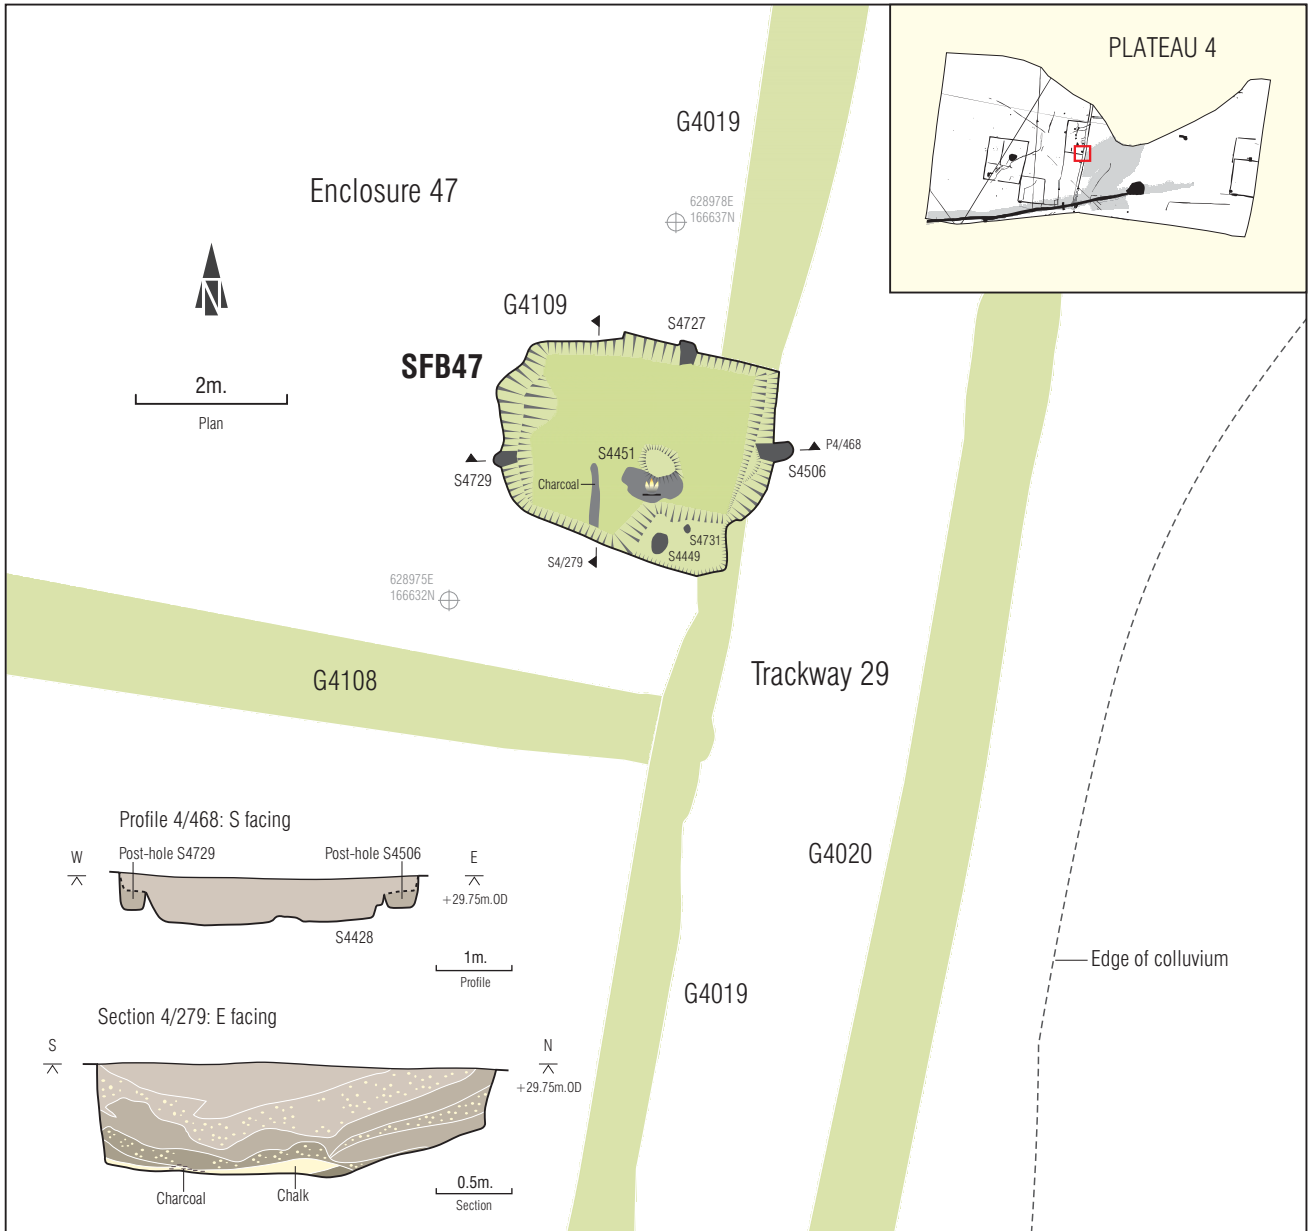 PLATEAU 4
G4019
Enclosure 47
628978E
166637N
N
G4109
S4727
SFB47
2m.
Plan
P4/468
S4451
S4729
S4506
Charcoal
S4731
S4449
S4/279
628975E
166632N
Trackway 29
G4108
Profile 4/468: S facing
W
Post-hole S4729
Post-hole S4506
E
+29.75m.OD
G4020
S4428
1m.
Profile
Edge of colluvium
G4019
Section 4/279: E facing
S
N
+29.75m.OD
0.5m.
Section
Charcoal
Chalk